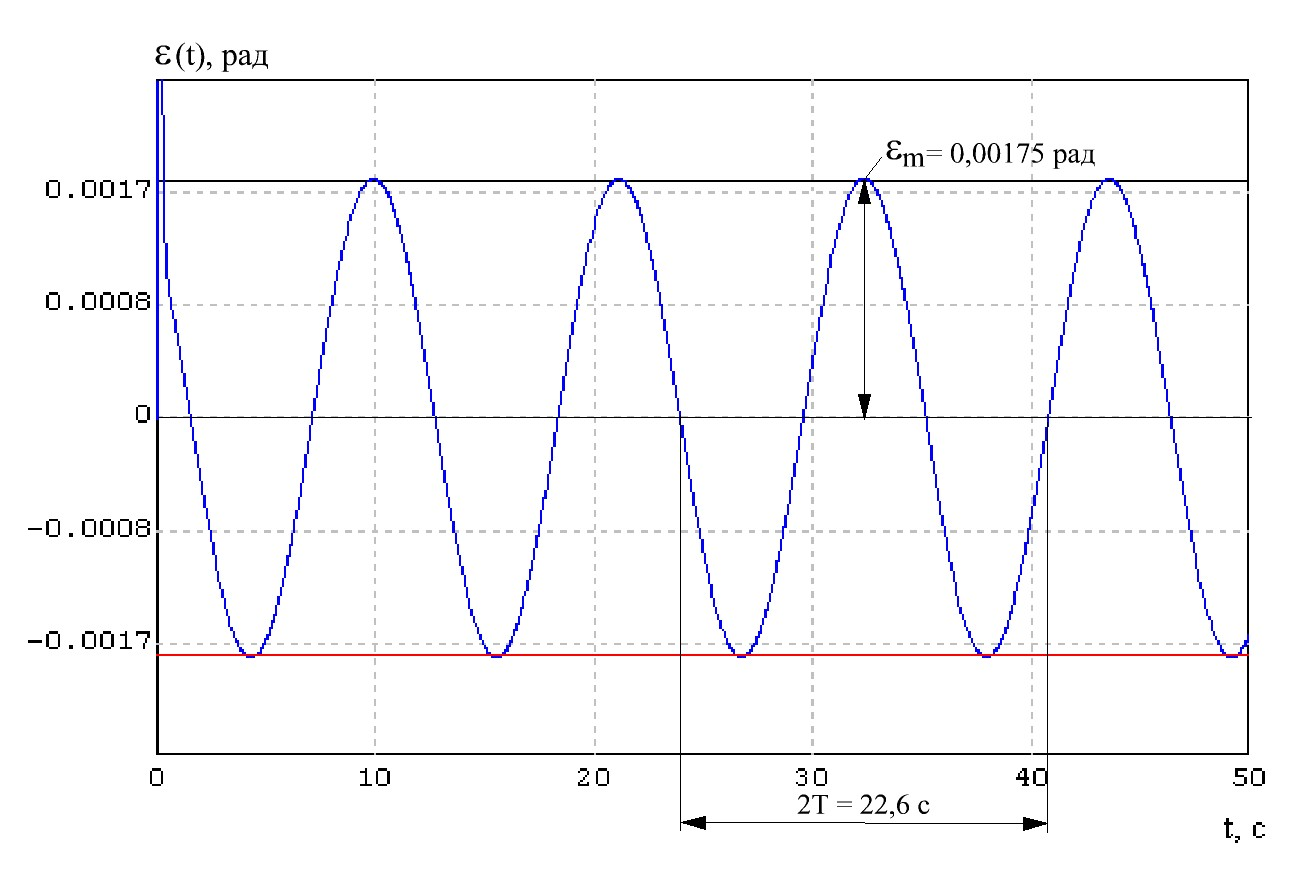 ε(t), рад
εm= 0,00175 рад
0.0017
0.0008
0
-0.0008
-0.0017
0 10 20 30 40 50
2T = 22,6 с
t, с